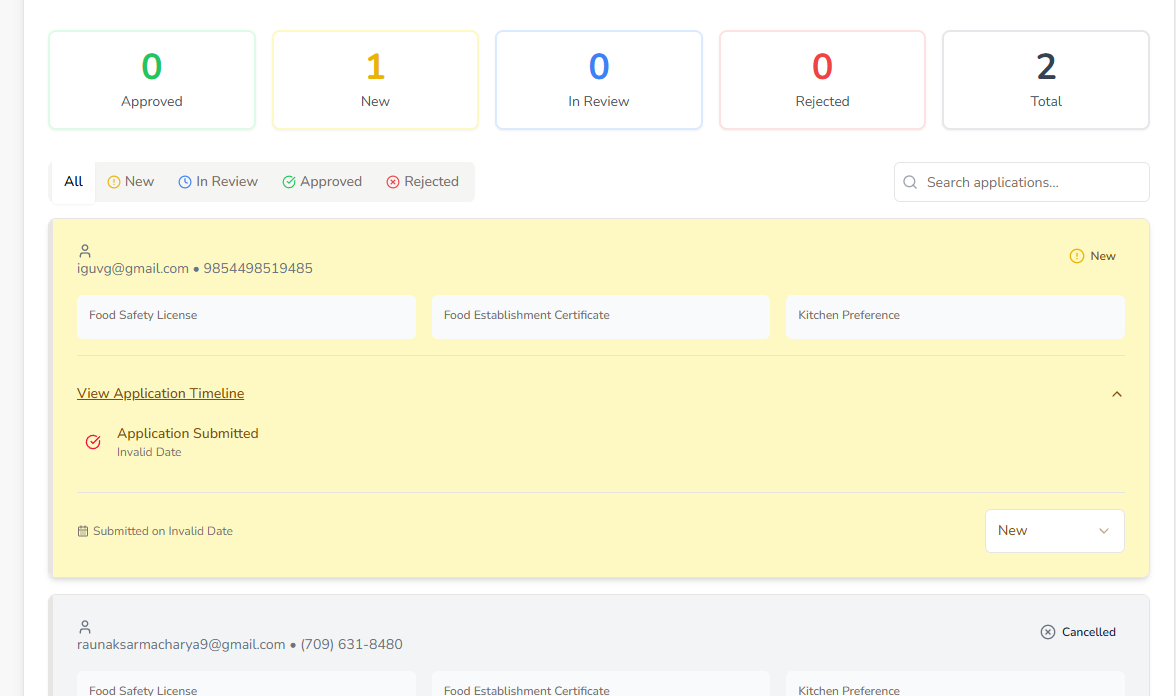 0 1 0 0 2
Approved New In Review Rejected Total
All New In Review Approved Rejected Search applications...
iguvg@gmail.com • 9854498519485 New
Food Safety License Food Establishment Certificate Kitchen Preference
View Application Timeline
Application Submitted
Invalid Date
Submitted on Invalid Date New
raunaksarmacharya9@gmail.com • (709) 631-8480 Cancelled
Food Safety License Food Establishment Certificate Kitchen Preference